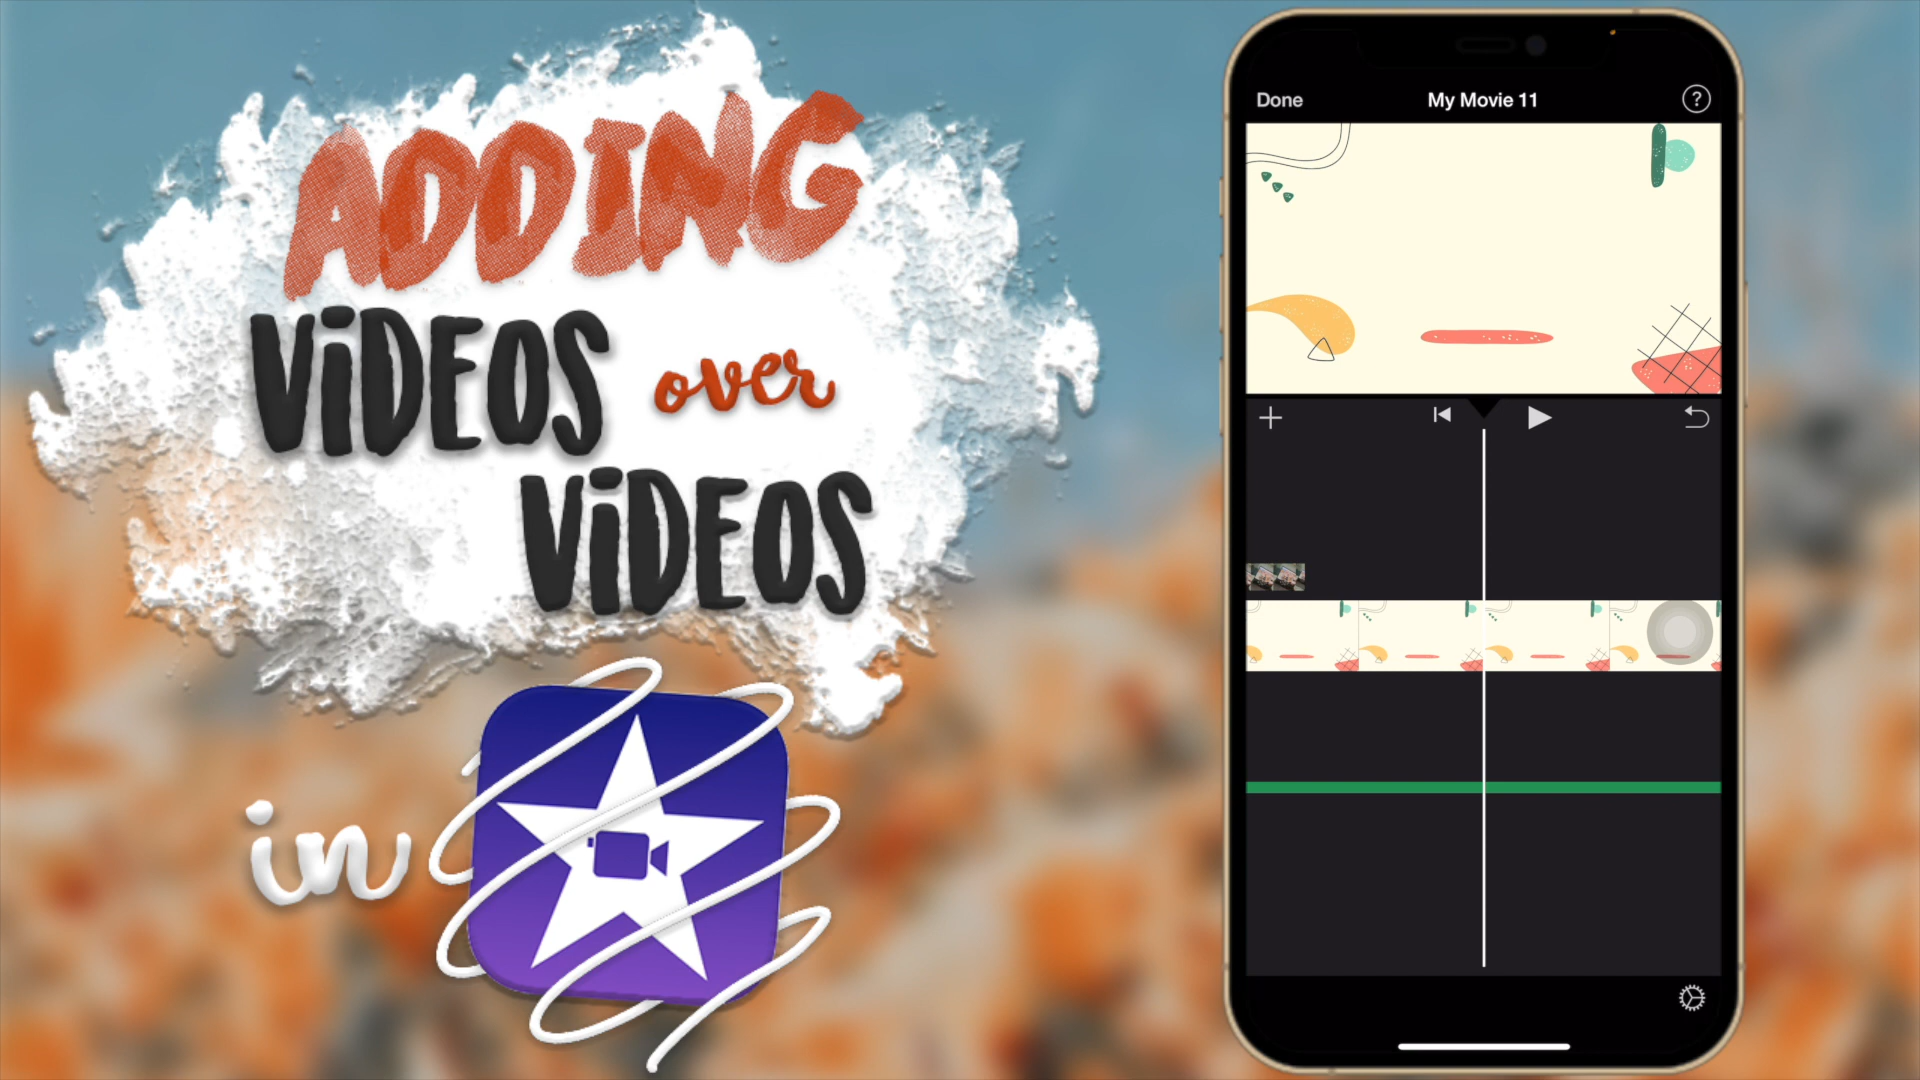 ADDING
ViDEOS over
ViDEOS
in
Done My Movie 11 ?